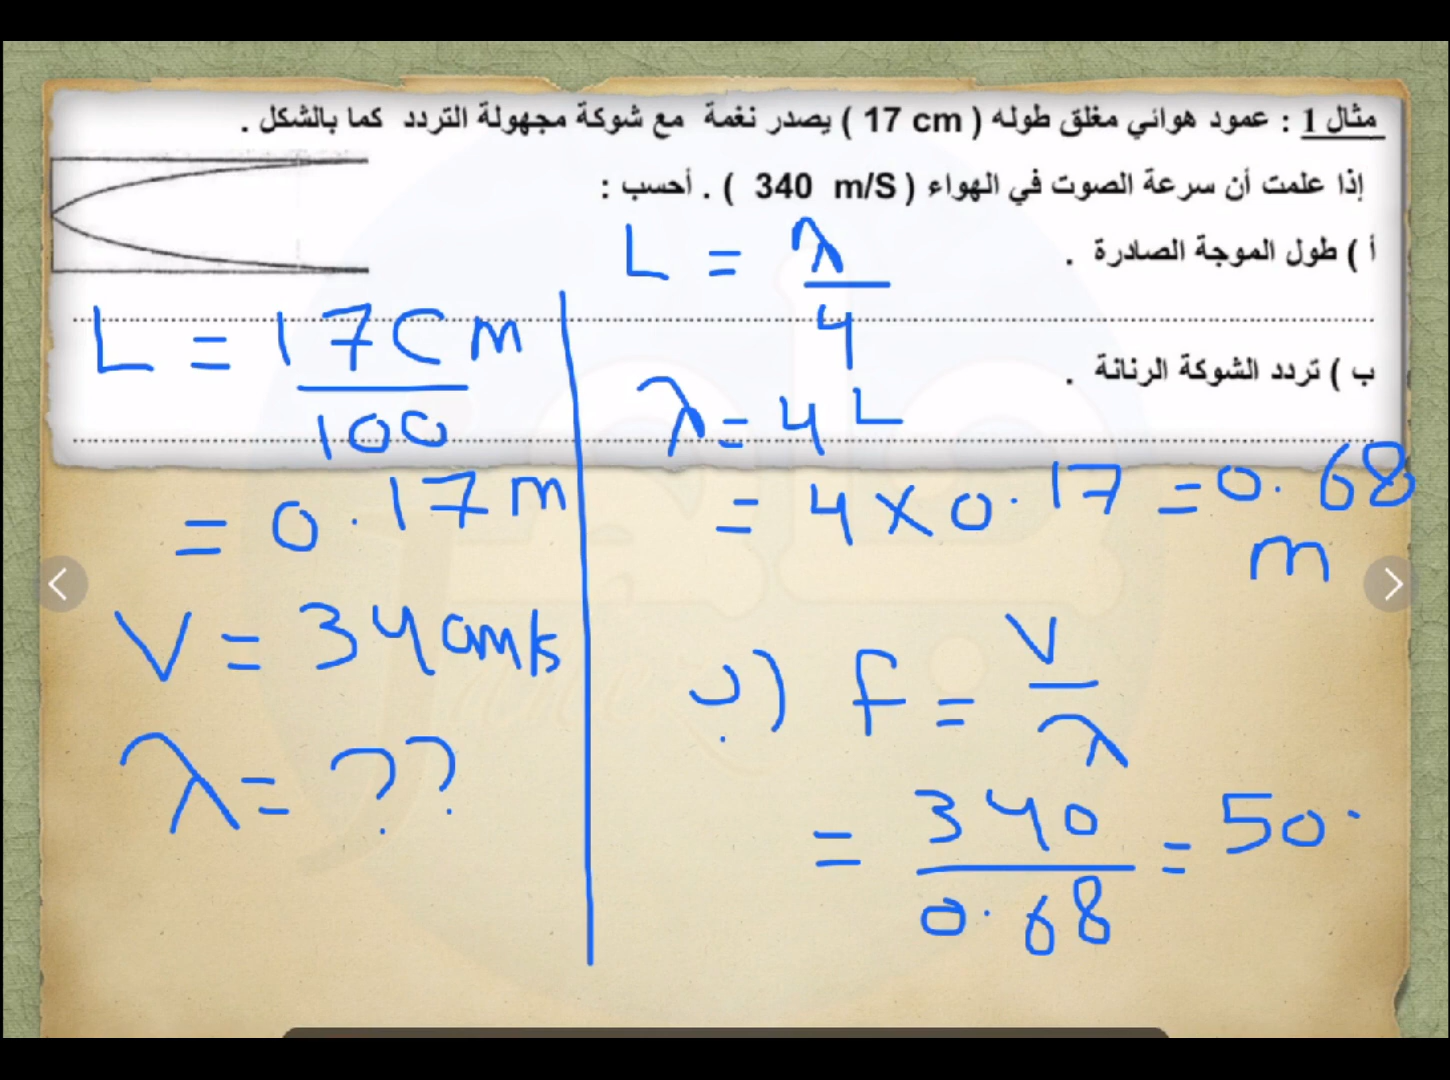 مثال 1 : عمود هوائي مغلق طوله ( 17 cm ) يصدر نغمة مع شوكة مجهولة التردد كما بالشكل .
إذا علمت أن سرعة الصوت في الهواء ( 340 m/S ) . أحسب :
أ ) طول الموجة الصادرة .
L = λ/4
L = 17cm/100
ب ) تردد الشوكة الرنانة .
λ = 4L
= 0.17m
= 4 × 0.17 = 0.68 m
V = 340m/s
ب) f = V/λ
λ = ??
= 340/0.68 = 50.